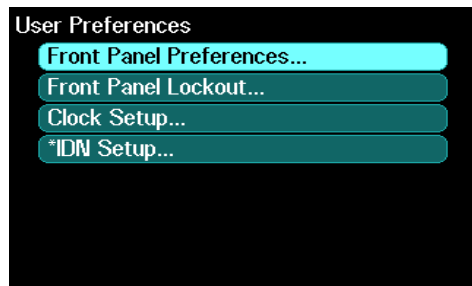 User Preferences
Front Panel Preferences...
Front Panel Lockout...
Clock Setup...
*IDN Setup...